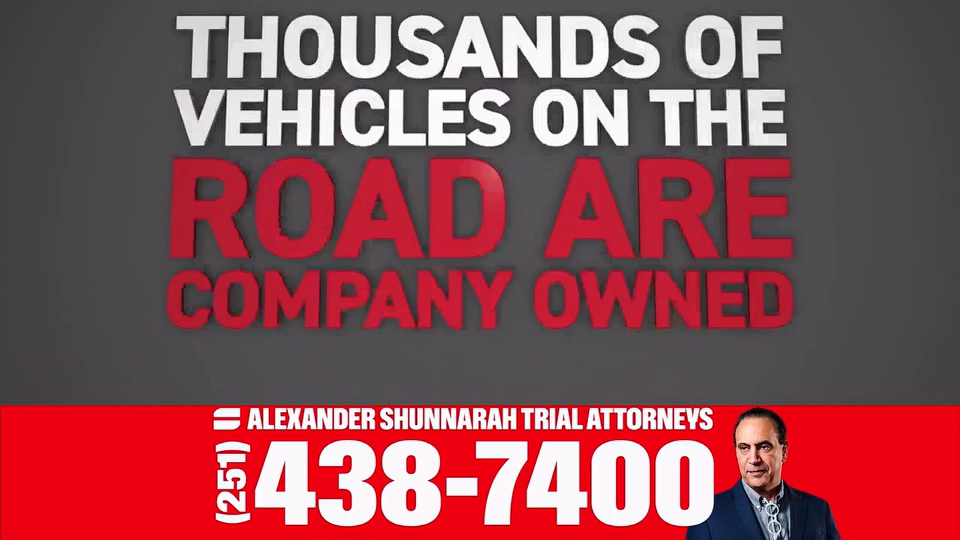 THOUSANDS OF
VEHICLES ON THE
ROAD ARE
COMPANY OWNED
ALEXANDER SHUNNARAH TRIAL ATTORNEYS
(251) 438-7400